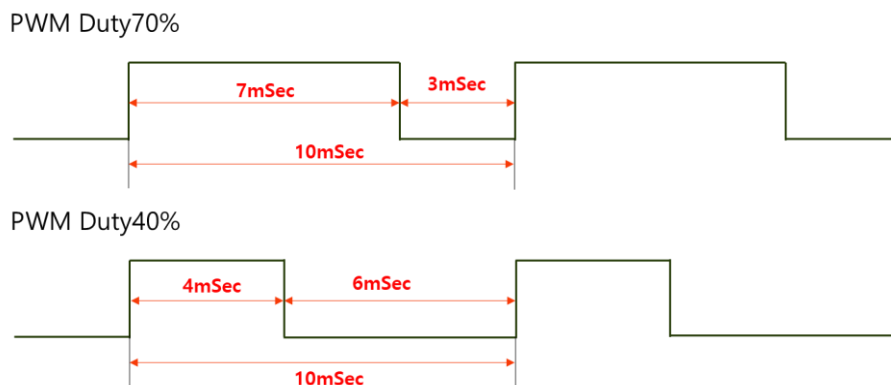 PWM Duty70%
7mSec
3mSec
10mSec
PWM Duty40%
4mSec
6mSec
10mSec